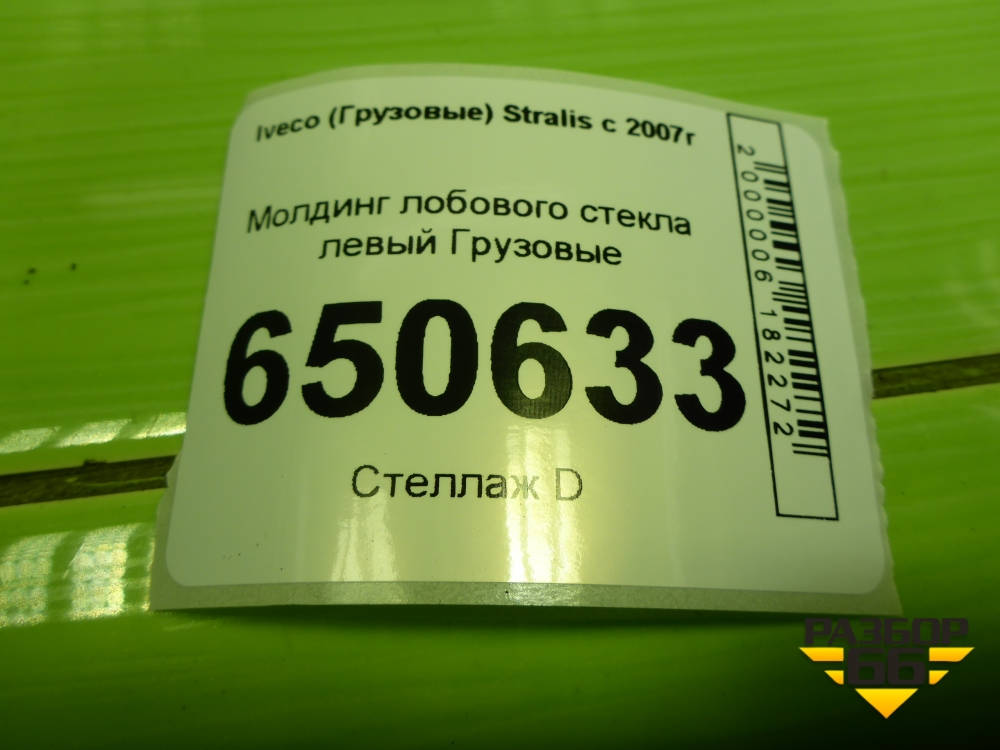 Iveco (Грузовые) Stralis с 2007г
Молдинг лобового стекла
левый Грузовые
650633
Стеллаж D
2000006182272
РАЗБОР
66